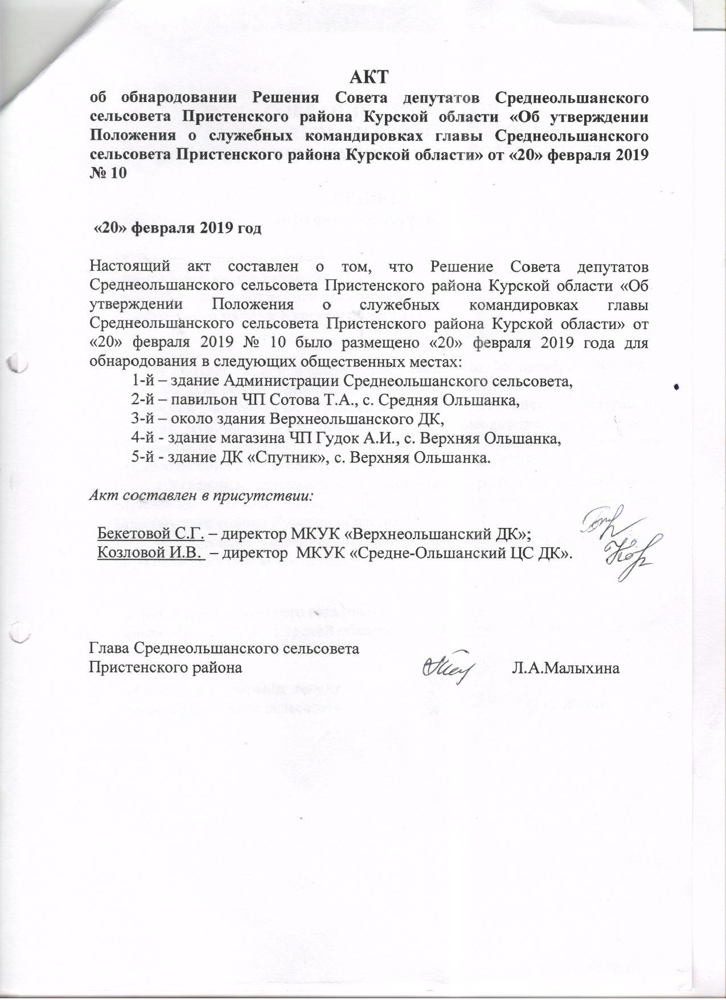 АКТ
об обнародовании Решения Совета депутатов Среднеольшанского
сельсовета Пристенского района Курской области «Об утверждении
Положения о служебных командировках главы Среднеольшанского
сельсовета Пристенского района Курской области» от «20» февраля 2019
№ 10
«20» февраля 2019 год
Настоящий акт составлен о том, что Решение Совета депутатов
Среднеольшанского сельсовета Пристенского района Курской области «Об
утверждении Положения о служебных командировках главы
Среднеольшанского сельсовета Пристенского района Курской области» от
«20» февраля 2019 № 10 было размещено «20» февраля 2019 года для
обнародования в следующих общественных местах:
1-й – здание Администрации Среднеольшанского сельсовета,
2-й – павильон ЧП Сотова Т.А., с. Средняя Ольшанка,
3-й – около здания Верхнеольшанского ДК,
4-й - здание магазина ЧП Гудок А.И., с. Верхняя Ольшанка,
5-й - здание ДК «Спутник», с. Верхняя Ольшанка.
Акт составлен в присутствии:
Бекетовой С.Г. – директор МКУК «Верхнеольшанский ДК»;
Козловой И.В. – директор МКУК «Средне-Ольшанский ЦС ДК».
Глава Среднеольшанского сельсовета
Пристенского района Л.А.Малыхина